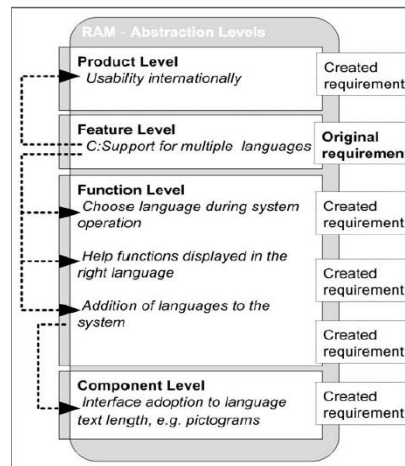 RAM - Abstraction Levels
Product Level
Usability internationally
Created
requirement
Feature Level
C:Support for multiple languages
Original
requirement
Function Level
Choose language during system
operation
Created
requirement
Help functions displayed in the
right language
Created
requirement
Addition of languages to the
system
Created
requirement
Component Level
Interface adoption to language
text length, e.g. pictograms
Created
requirement